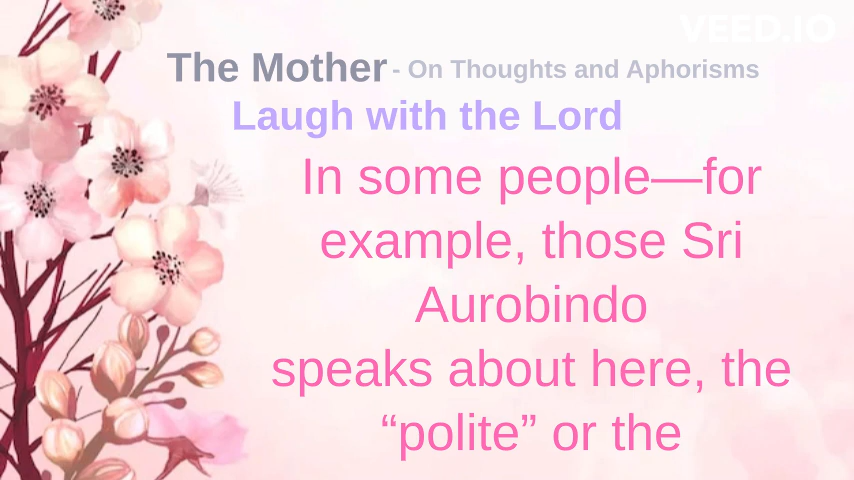 VEED.IO
The Mother - On Thoughts and Aphorisms
Laugh with the Lord
In some people—for
example, those Sri
Aurobindo
speaks about here, the
“polite” or the